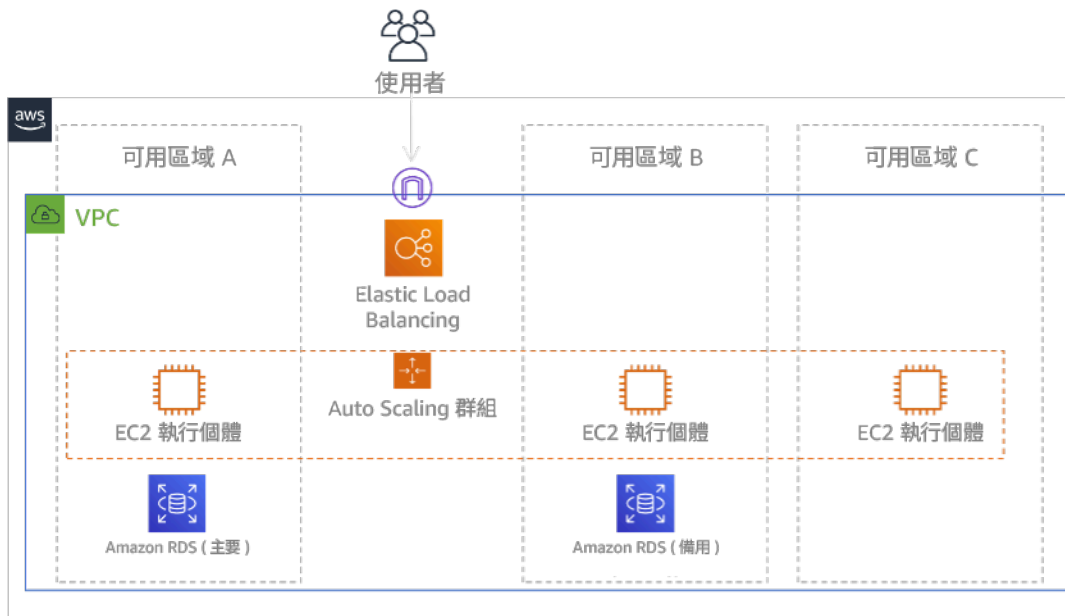 使用者
aws
可用區域 A
可用區域 B
可用區域 C
VPC
Elastic Load
Balancing
Auto Scaling 群組
EC2 執行個體
EC2 執行個體
EC2 執行個體
Amazon RDS ( 主要 )
Amazon RDS ( 備用 )